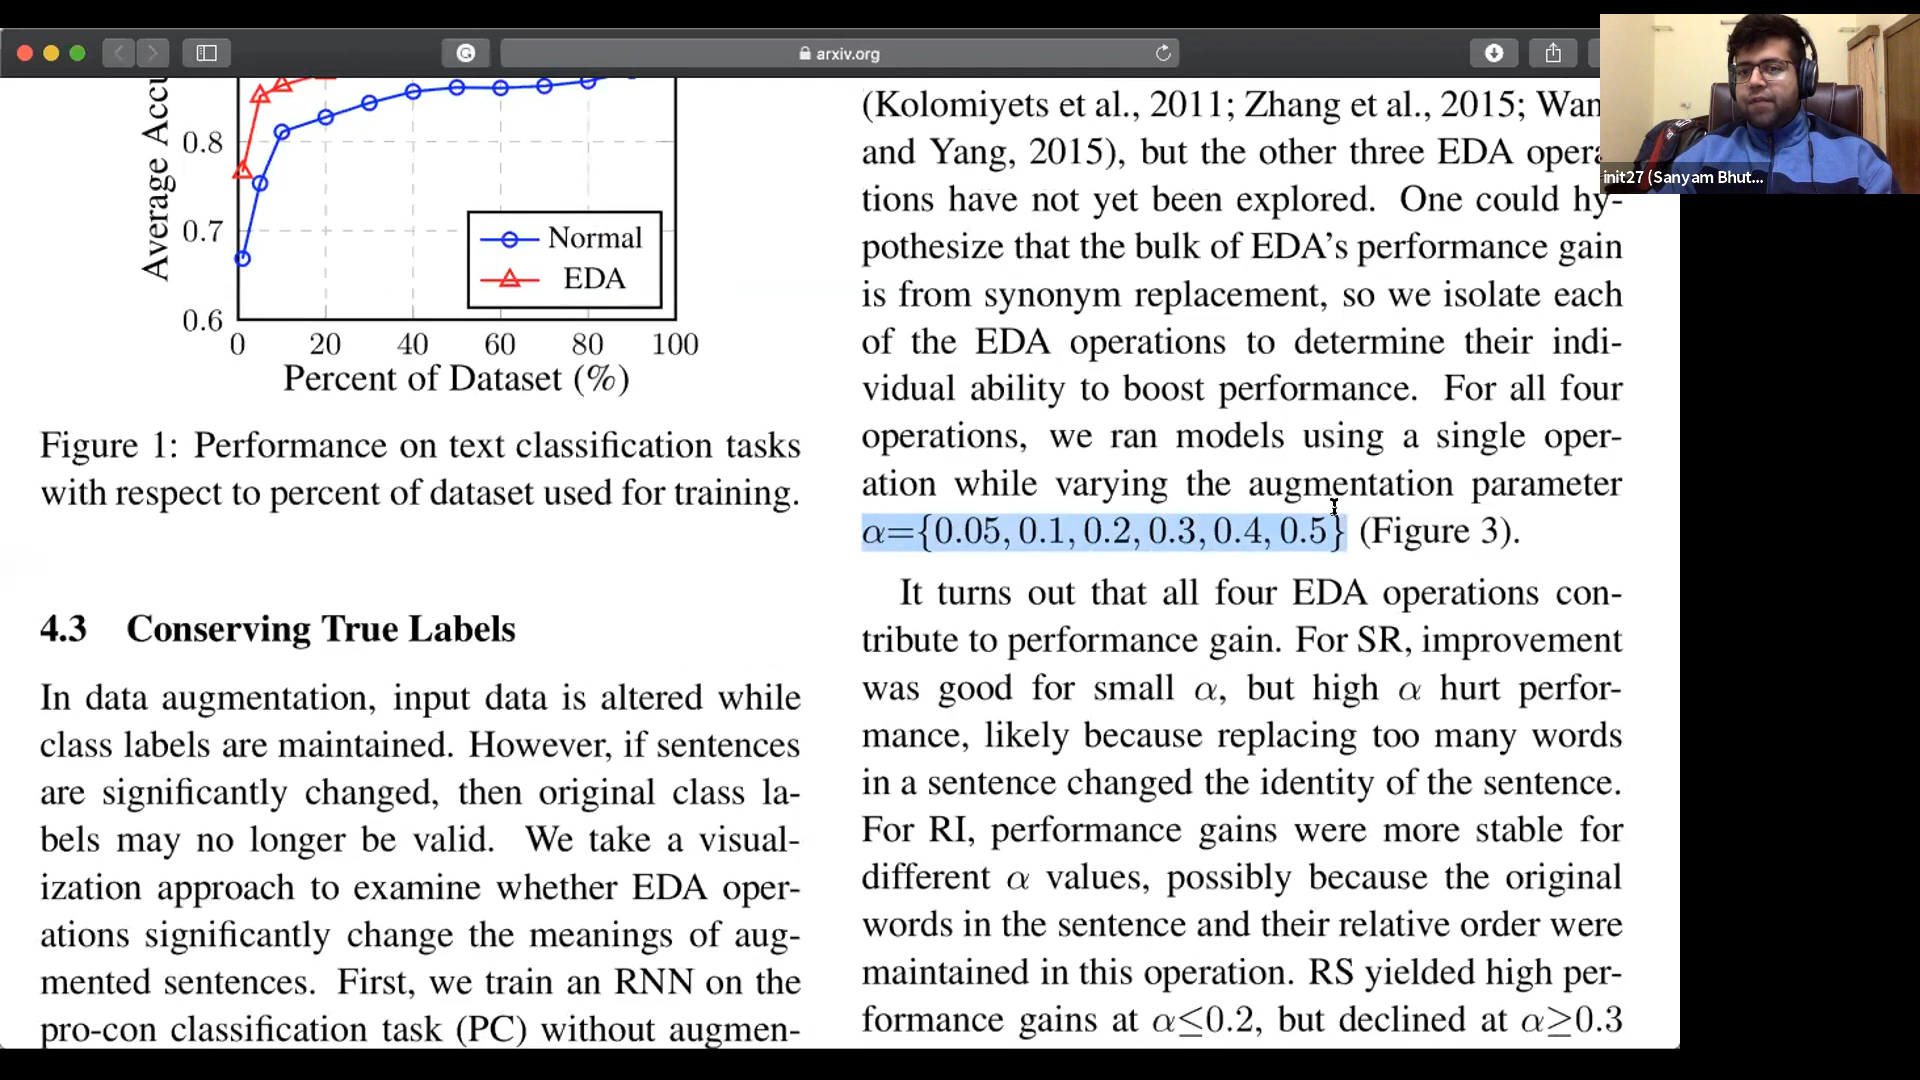 arxiv.org
init27 (Sanyam Bhut...
Average Accu
0.8
0.7
0.6
Normal
EDA
0 20 40 60 80 100
Percent of Dataset (%)
Figure 1: Performance on text classification tasks
with respect to percent of dataset used for training.
4.3 Conserving True Labels
In data augmentation, input data is altered while
class labels are maintained. However, if sentences
are significantly changed, then original class la-
bels may no longer be valid. We take a visual-
ization approach to examine whether EDA oper-
ations significantly change the meanings of aug-
mented sentences. First, we train an RNN on the
pro-con classification task (PC) without augmen-
(Kolomiyets et al., 2011; Zhang et al., 2015; Wan
and Yang, 2015), but the other three EDA opera
tions have not yet been explored. One could hy-
pothesize that the bulk of EDA's performance gain
is from synonym replacement, so we isolate each
of the EDA operations to determine their indi-
vidual ability to boost performance. For all four
operations, we ran models using a single oper-
ation while varying the augmentation parameter
α={0.05, 0.1, 0.2, 0.3, 0.4, 0.5} (Figure 3).
It turns out that all four EDA operations con-
tribute to performance gain. For SR, improvement
was good for small α, but high α hurt perfor-
mance, likely because replacing too many words
in a sentence changed the identity of the sentence.
For RI, performance gains were more stable for
different α values, possibly because the original
words in the sentence and their relative order were
maintained in this operation. RS yielded high per-
formance gains at α≤0.2, but declined at α≥0.3